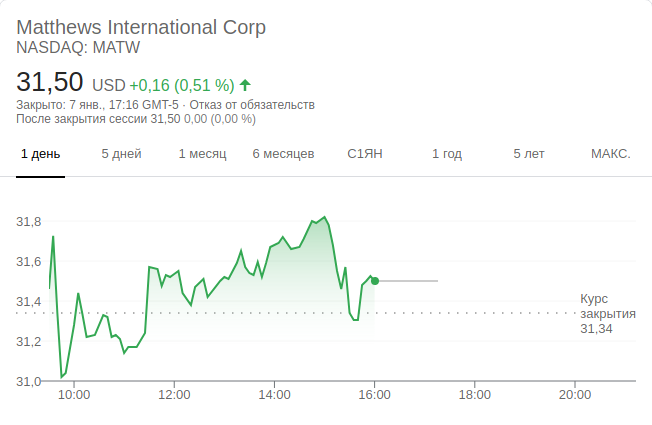 Matthews International Corp
NASDAQ: MATW
31,50 USD +0,16 (0,51 %)
Закрыто: 7 янв., 17:16 GMT-5 · Отказ от обязательств
После закрытия сессии 31,50 0,00 (0,00 %)
1 день 5 дней 1 месяц 6 месяцев С1ЯН 1 год 5 лет МАКС.
31,8
31,6
31,4
31,2
31,0
Курс
закрытия
31,34
10:00 12:00 14:00 16:00 18:00 20:00